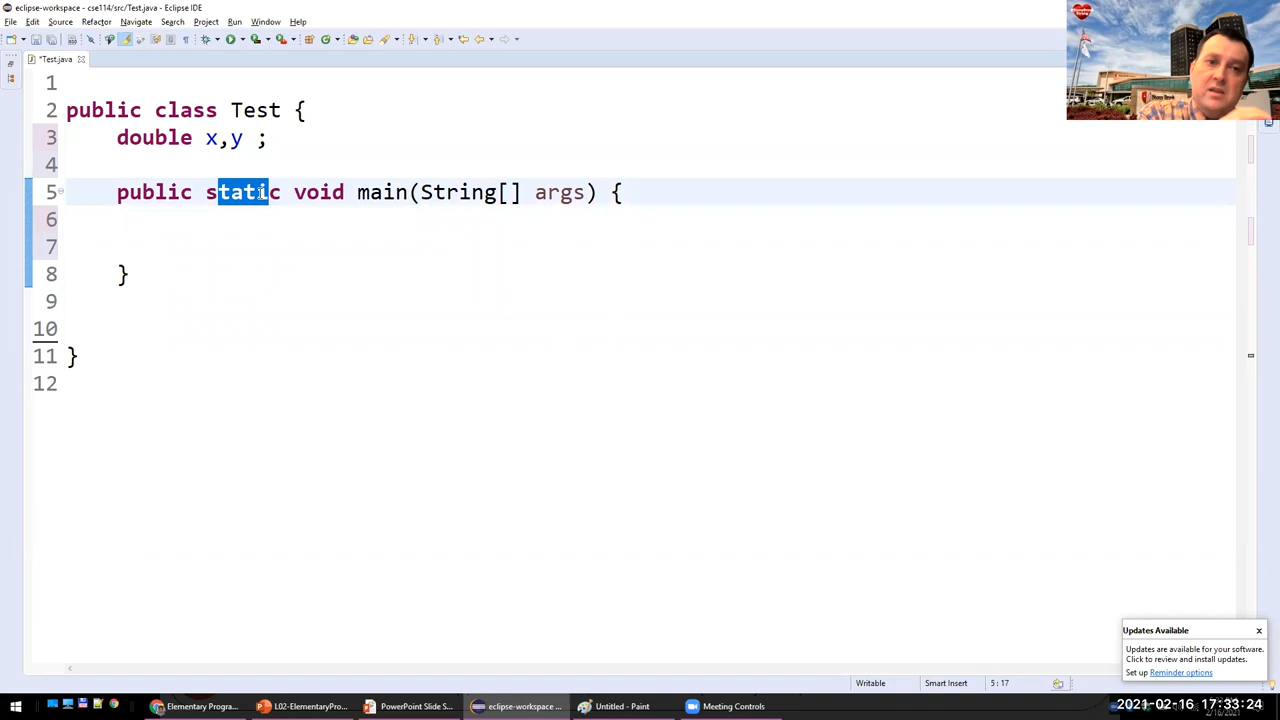 eclipse-workspace - cse114/src/Test.java - Eclipse IDE
File Edit Source Refactor Navigate Search Project Run Window Help
*Test.java
1
2 public class Test {
3 double x,y ;
4
5 public static void main(String[] args) {
6
7
8 }
9
10
11 }
12
Updates Available
Updates are available for your software.
Click to review and install updates.
Set up Reminder options
Writable Smart Insert 5 : 17
Elementary Progra... L02-ElementaryPro... PowerPoint Slide S... eclipse-workspace ... Untitled - Paint Zoom Meeting Controls
2021-02-16 17:33:24
2/16/2021